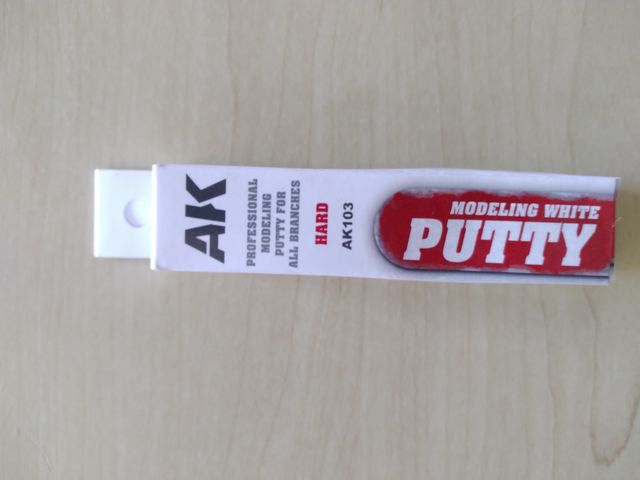 AK
PROFESSIONAL
MODELING
PUTTY FOR
ALL BRANCHES
HARD
AK103
MODELING WHITE
PUTTY